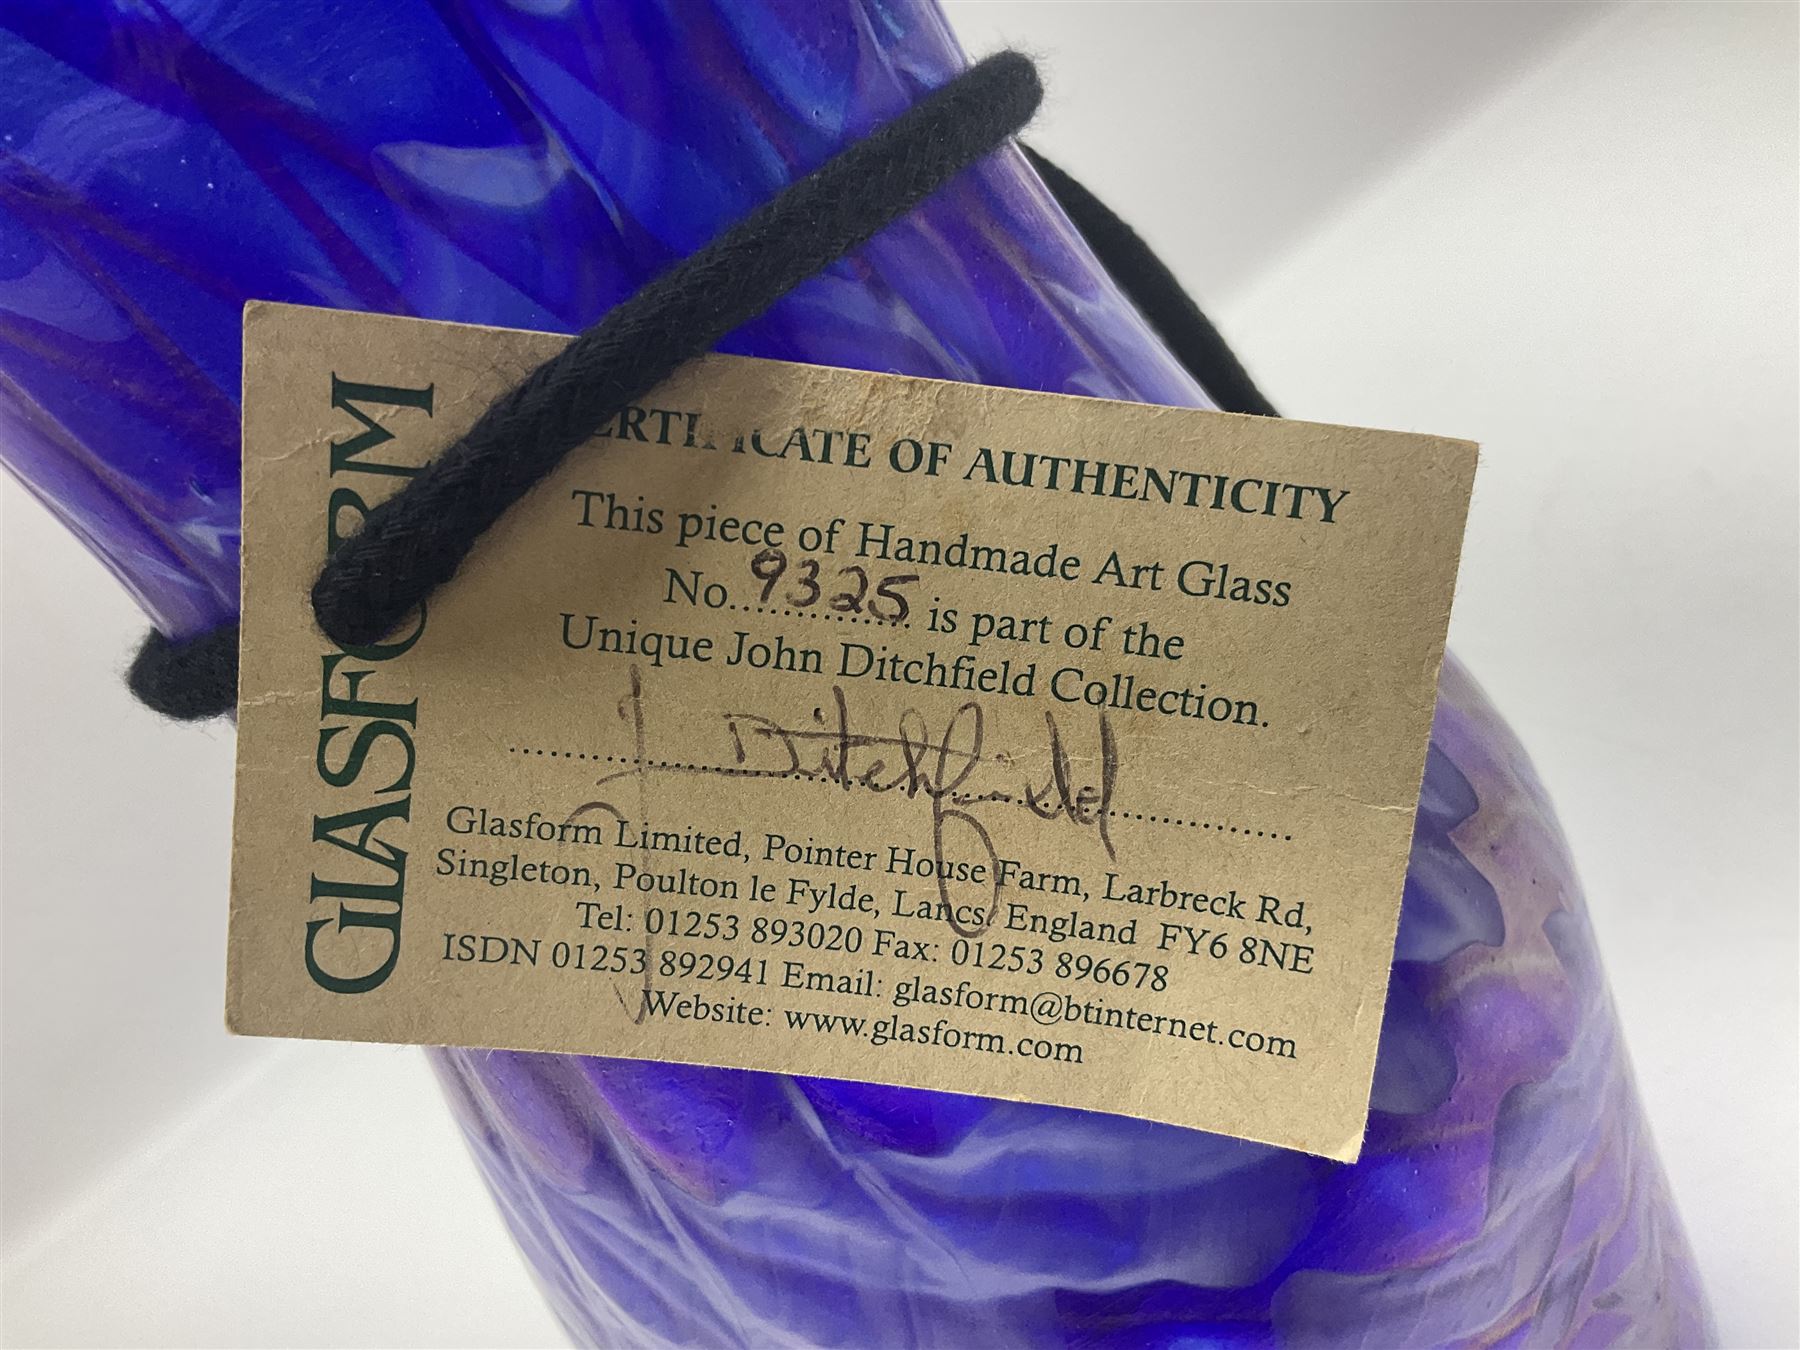 GLASFORM
CERTIFICATE OF AUTHENTICITY
This piece of Handmade Art Glass
No. 9325 is part of the
Unique John Ditchfield Collection.
J Ditchfield
Glasform Limited, Pointer House Farm, Larbreck Rd,
Singleton, Poulton le Fylde, Lancs. England FY6 8NE
Tel: 01253 893020 Fax: 01253 896678
ISDN 01253 892941 Email: glasform@btinternet.com
Website: www.glasform.com